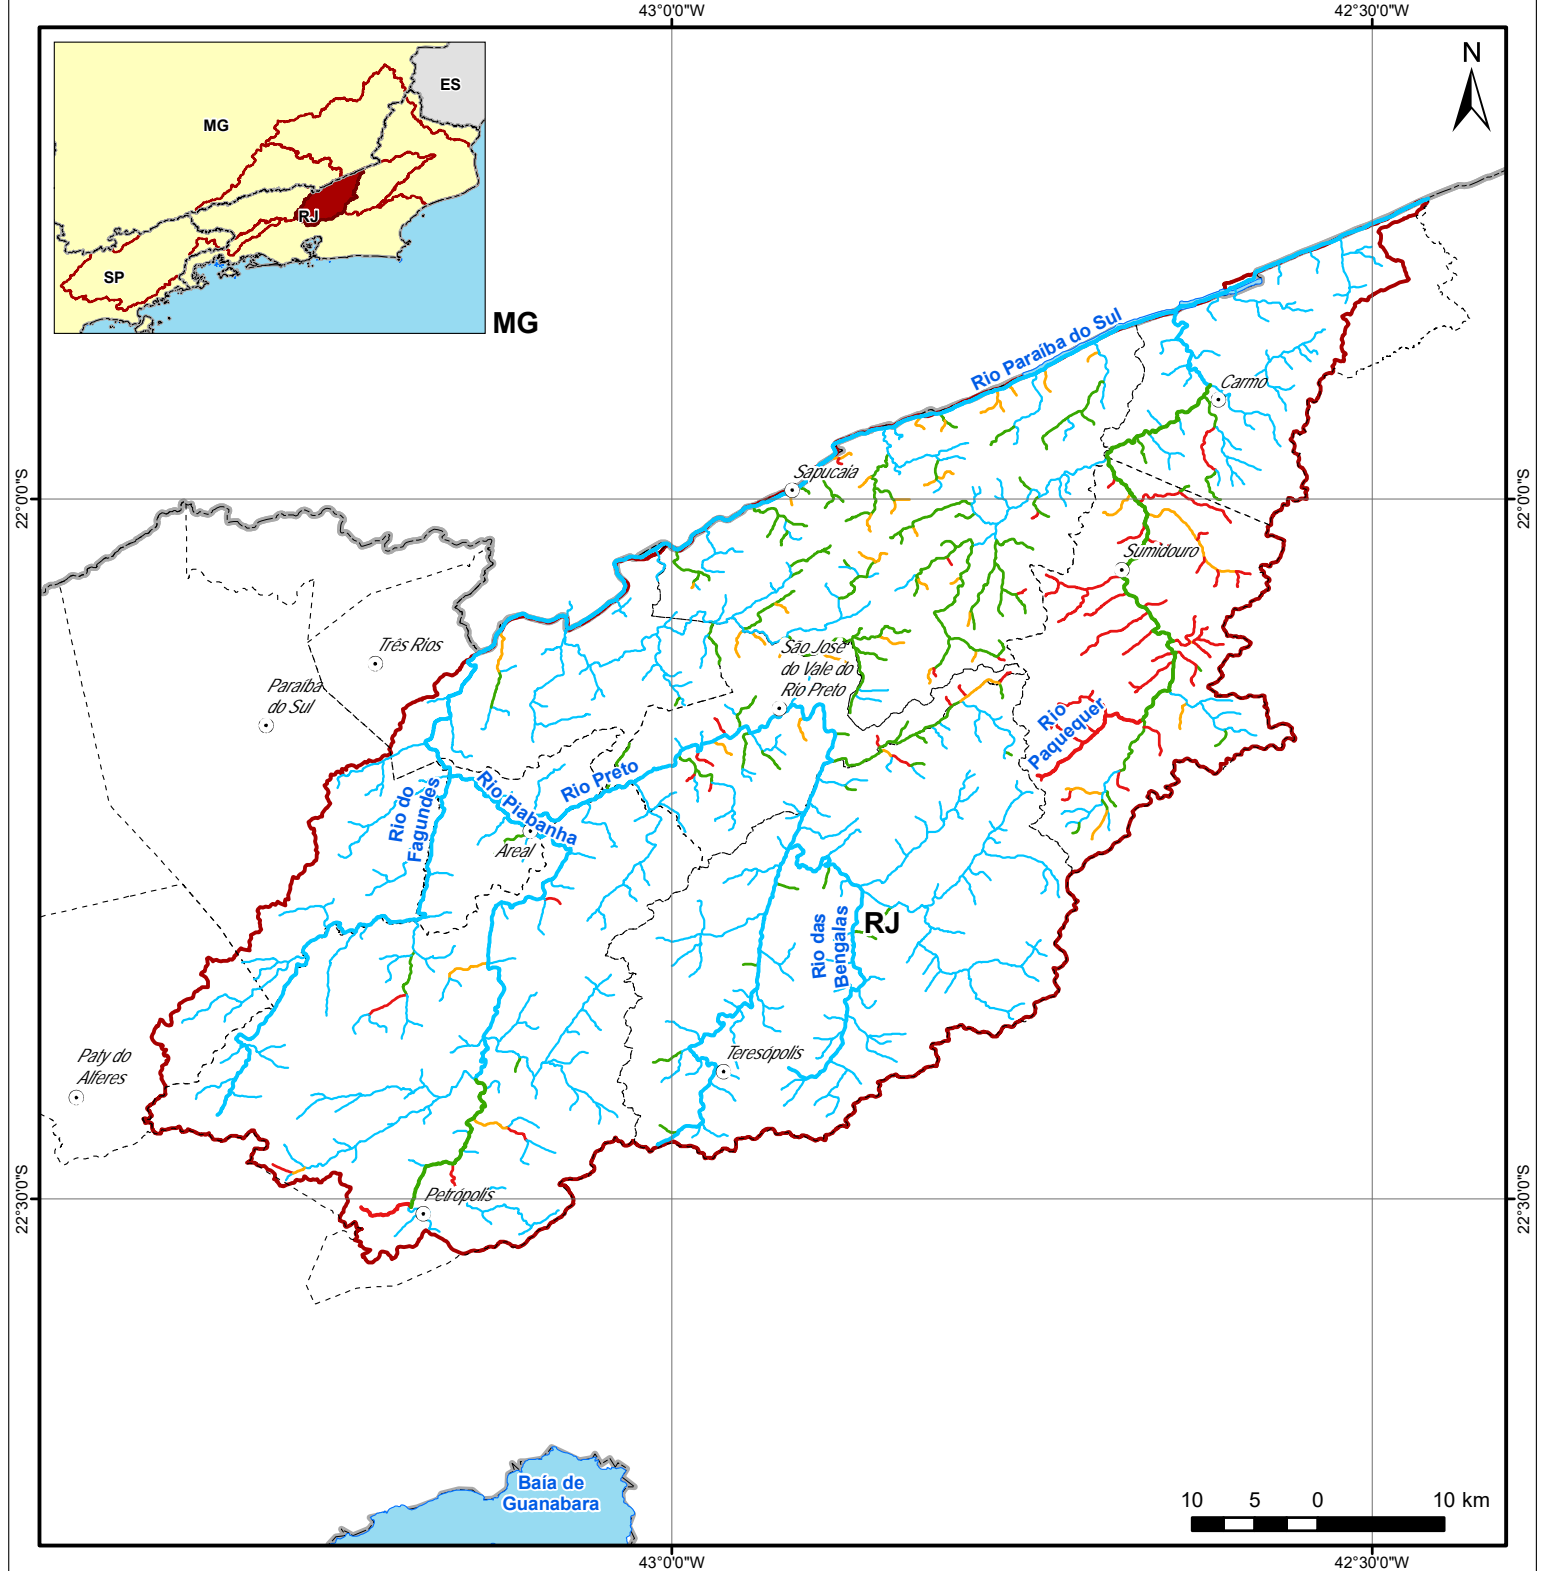 43°0'0"W
42°30'0"W
N
ES
MG
RJ
SP
MG
Rio Paraíba do Sul
Carmo
Sapucaia
22°0'0"S
22°0'0"S
Sumidouro
Três Rios
São José
do Vale do
Rio Preto
Paraíba
do Sul
Rio
Paquequer
Rio Preto
Rio Piabanha
Rio do
Fagundes
Areal
RJ
Rio das
Bengalas
Teresópolis
Paty do
Alferes
Petrópolis
22°30'0"S
22°30'0"S
Baía de
Guanabara
10 5 0 10 km
43°0'0"W
42°30'0"W